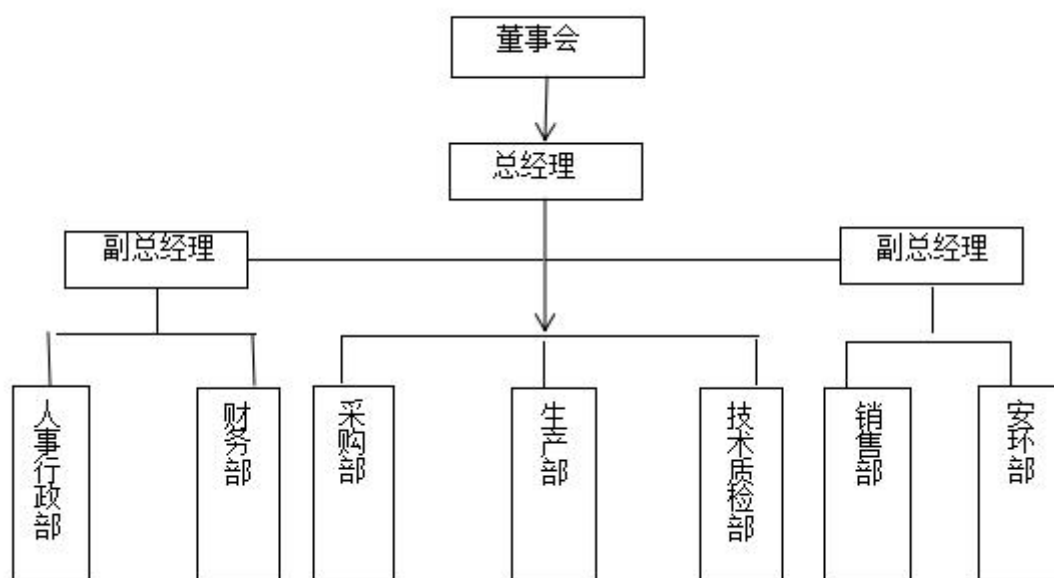 董事会
总经理
副总经理
副总经理
人事行政部
财务部
采购部
生产部
技术质检部
销售部
安环部